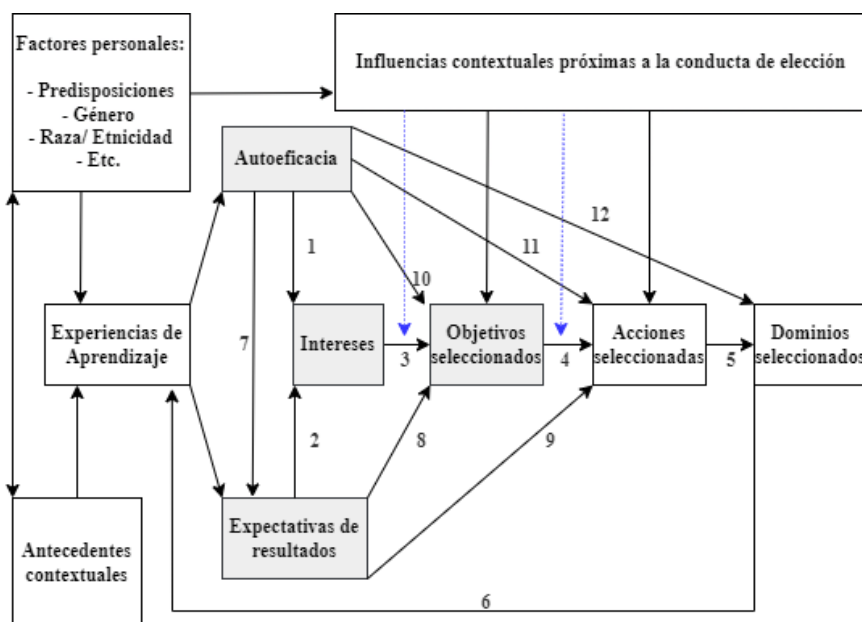 Factores personales:
- Predisposiciones
- Género
- Raza/ Etnicidad
- Etc.
Influencias contextuales próximas a la conducta de elección
Autoeficacia
12
1
11
10
Experiencias de
Aprendizaje
7
Intereses
3
Objetivos
seleccionados
4
Acciones
seleccionadas
5
Dominios
seleccionados
2
8
9
Antecedentes
contextuales
Expectativas de
resultados
6